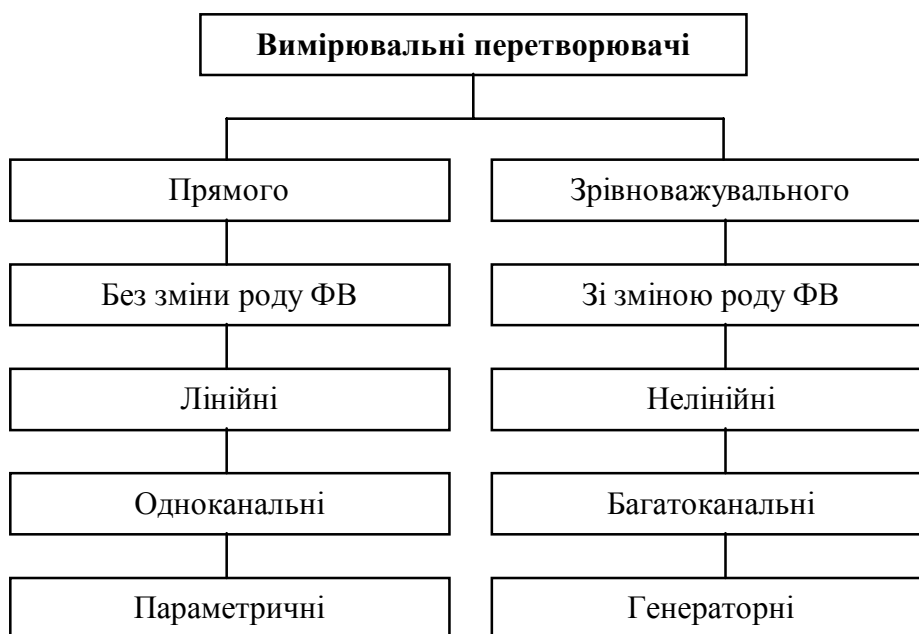 Вимірювальні перетворювачі
Прямого
Зрівноважувального
Без зміни роду ФВ
Зі зміною роду ФВ
Лінійні
Нелінійні
Одноканальні
Багатоканальні
Параметричні
Генераторні